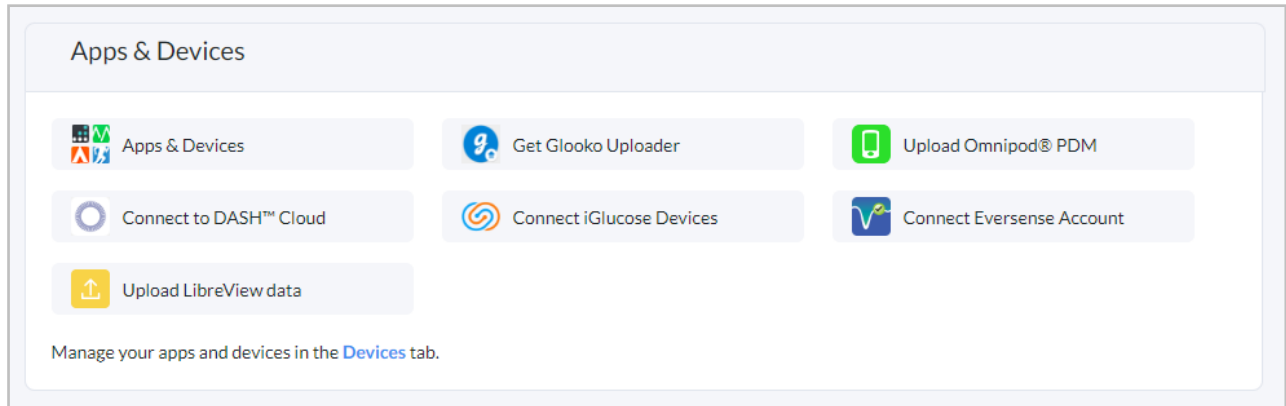 Apps & Devices
Apps & Devices
Get Glooko Uploader
Upload Omnipod® PDM
Connect to DASH™ Cloud
Connect iGlucose Devices
Connect Eversense Account
Upload LibreView data
Manage your apps and devices in the Devices tab.